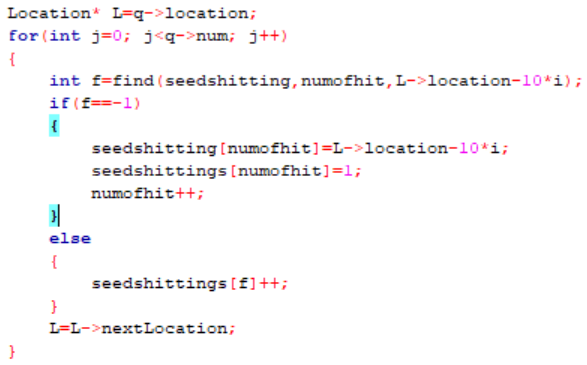 Location* L=q->location;
for(int j=0; j<q->num; j++)
{
    int f=find(seedshitting,numofhit,L->location-10*i);
    if(f==-1)
    {
        seedshitting[numofhit]=L->location-10*i;
        seedshittings[numofhit]=1;
        numofhit++;
    }
    else
    {
        seedshittings[f]++;
    }
    L=L->nextLocation;
}